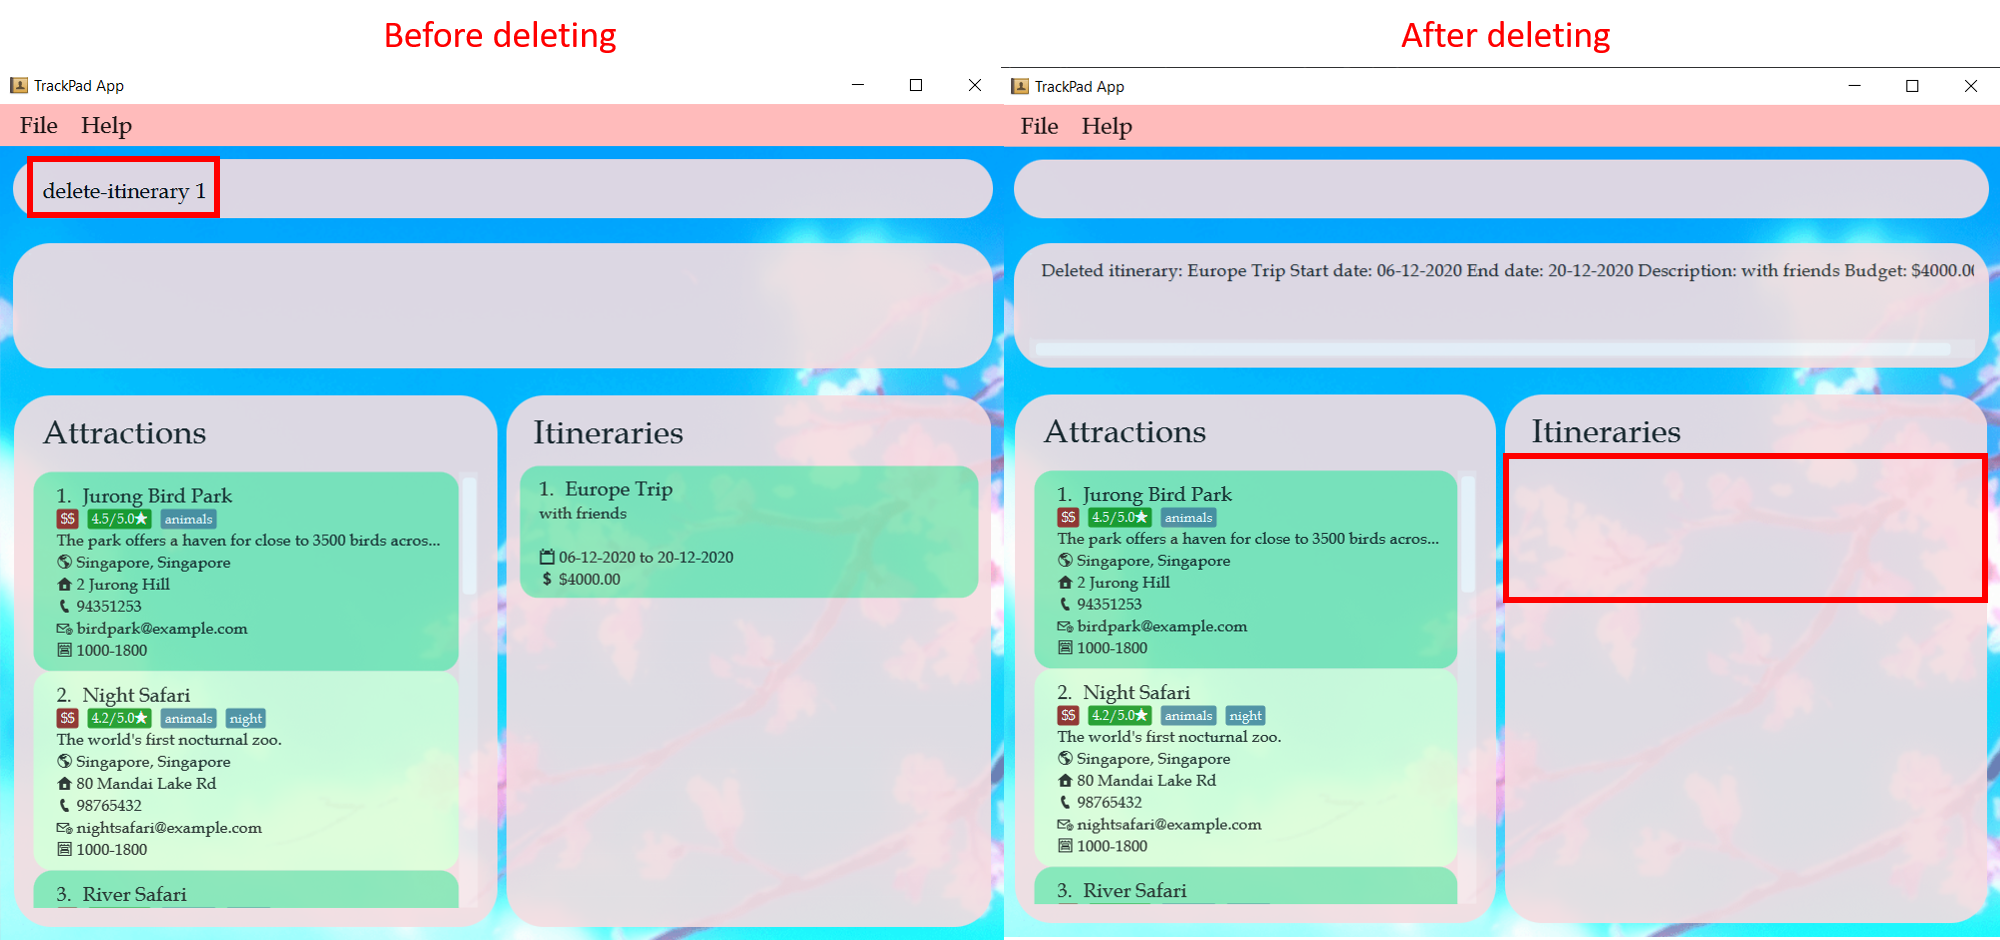 Before deleting
TrackPad App
File Help
delete-itinerary 1
Attractions
1. Jurong Bird Park
$$ 4.5/5.0★ animals
The park offers a haven for close to 3500 birds acros...
Singapore, Singapore
2 Jurong Hill
94351253
birdpark@example.com
1000-1800
2. Night Safari
$$ 4.2/5.0★ animals night
The world's first nocturnal zoo.
Singapore, Singapore
80 Mandai Lake Rd
98765432
nightsafari@example.com
1000-1800
3. River Safari
Itineraries
1. Europe Trip
with friends
06-12-2020 to 20-12-2020
$ $4000.00
After deleting
TrackPad App
File Help
Deleted itinerary: Europe Trip Start date: 06-12-2020 End date: 20-12-2020 Description: with friends Budget: $4000.00
Attractions
1. Jurong Bird Park
$$ 4.5/5.0★ animals
The park offers a haven for close to 3500 birds acros...
Singapore, Singapore
2 Jurong Hill
94351253
birdpark@example.com
1000-1800
2. Night Safari
$$ 4.2/5.0★ animals night
The world's first nocturnal zoo.
Singapore, Singapore
80 Mandai Lake Rd
98765432
nightsafari@example.com
1000-1800
3. River Safari
Itineraries